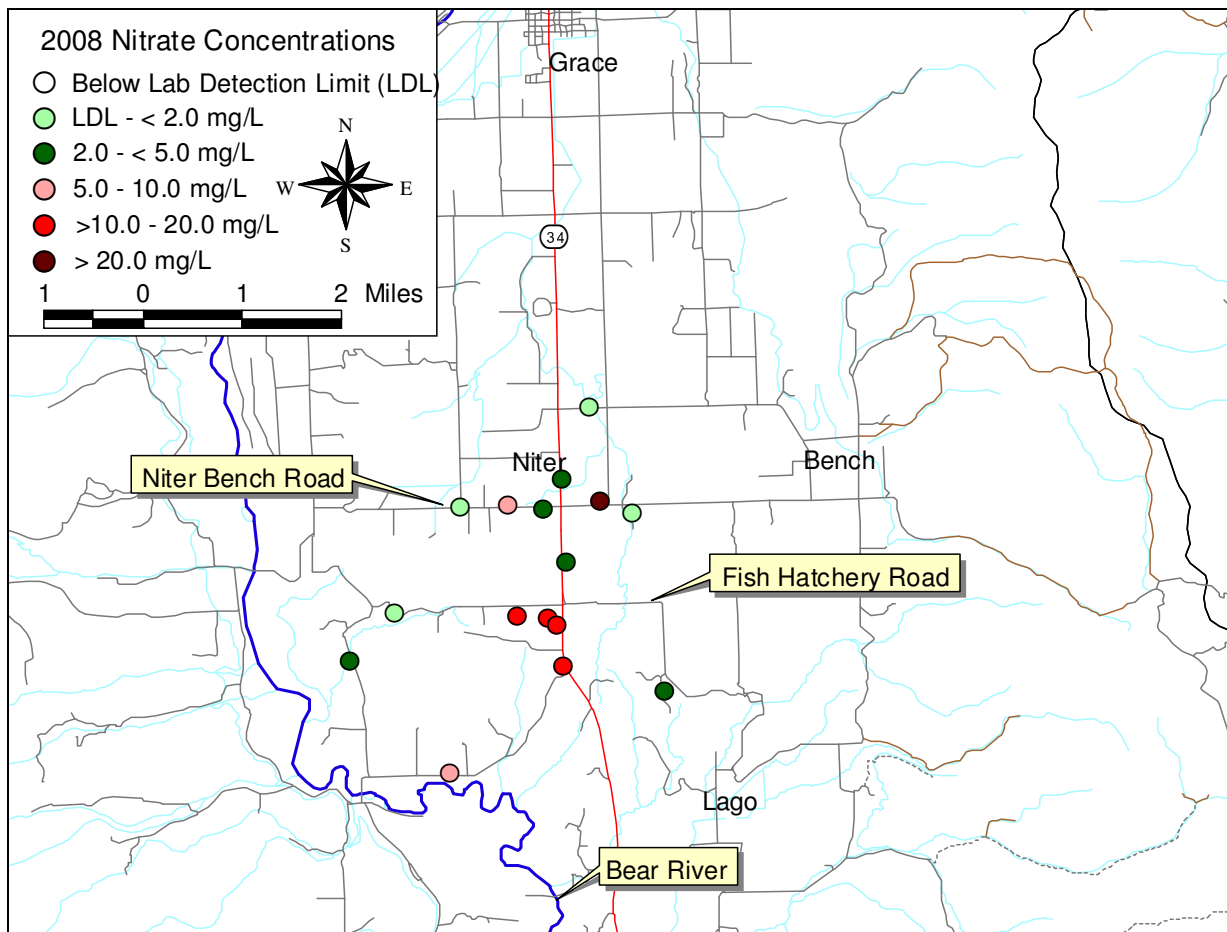 2008 Nitrate Concentrations
Below Lab Detection Limit (LDL)
LDL - < 2.0 mg/L
2.0 - < 5.0 mg/L
5.0 - 10.0 mg/L
>10.0 - 20.0 mg/L
> 20.0 mg/L
N
W E
S
1 0 1 2 Miles
Grace
34
Niter
Bench
Niter Bench Road
Fish Hatchery Road
Lago
Bear River